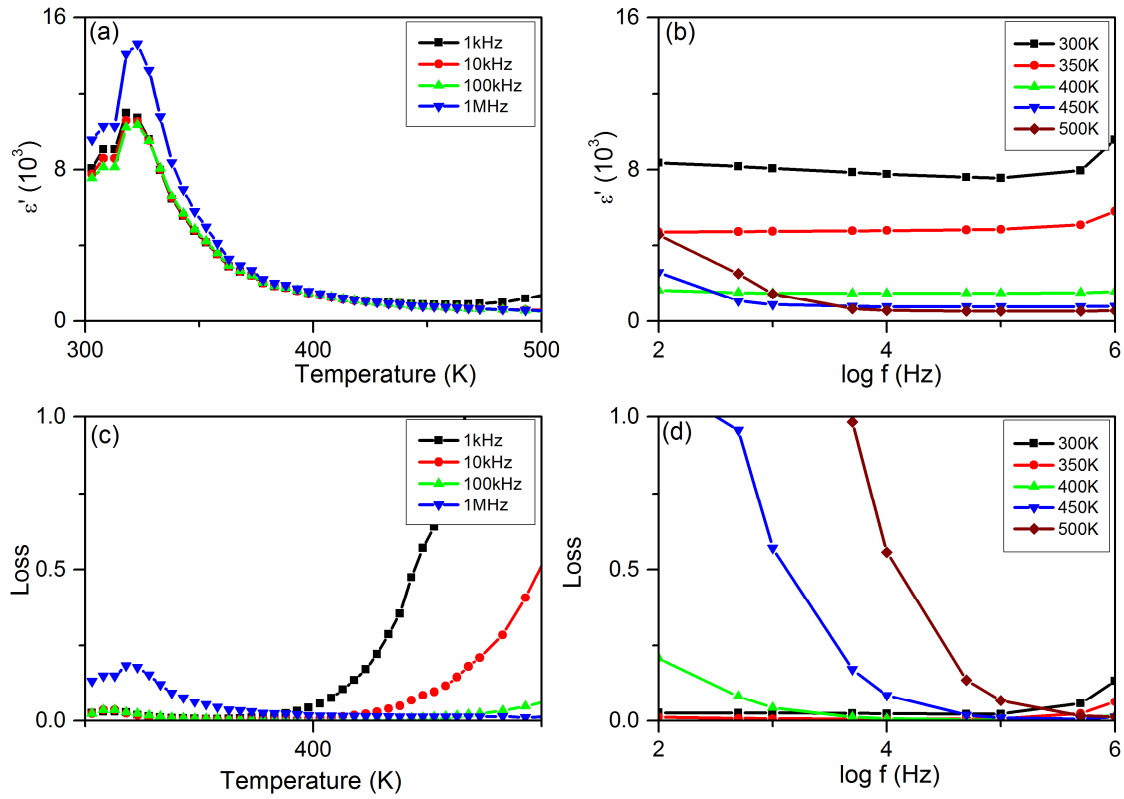 (a)
1kHz
10kHz
100kHz
1MHz
16
8
0
ε' (10³)
300
400
500
Temperature (K)
(b)
300K
350K
400K
450K
500K
16
8
0
ε' (10³)
2
4
6
log f (Hz)
(c)
1kHz
10kHz
100kHz
1MHz
1.0
0.5
0.0
Loss
400
Temperature (K)
(d)
300K
350K
400K
450K
500K
1.0
0.5
0.0
Loss
2
4
6
log f (Hz)